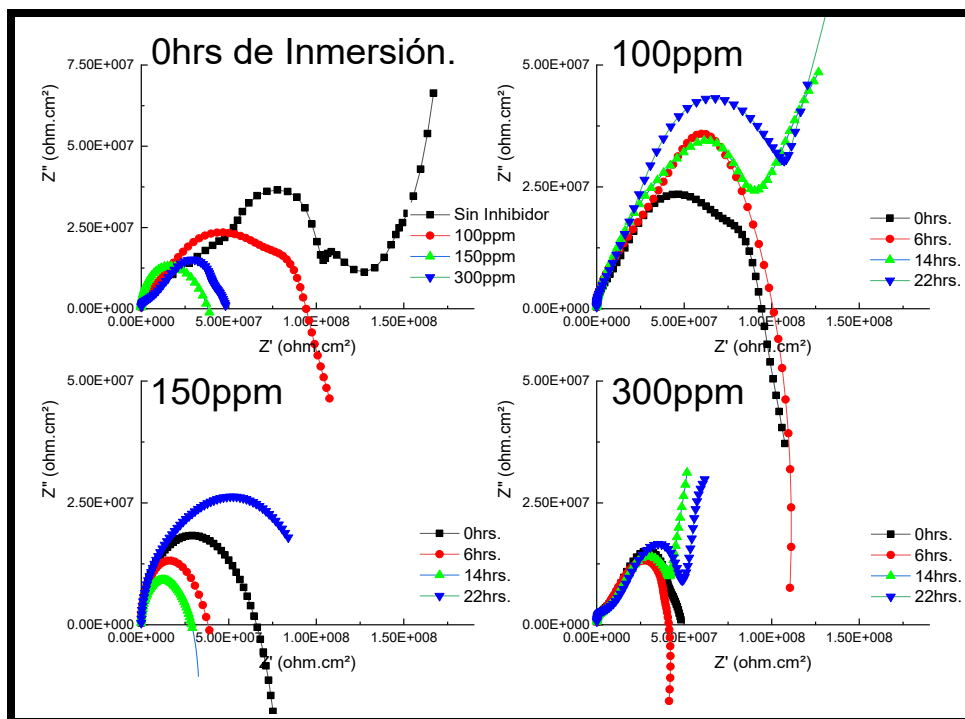 0hrs de Inmersión.
7.50E+007
5.00E+007
2.50E+007
0.00E+000
Z'' (ohm.cm²)
0.00E+000 5.00E+007 1.00E+008 1.50E+008
Z' (ohm.cm²)
Sin Inhibidor
100ppm
150ppm
300ppm
100ppm
5.00E+007
2.50E+007
0.00E+000
Z'' (ohm.cm²)
0.00E+000 5.00E+007 1.00E+008 1.50E+008
Z' (ohm.cm²)
0hrs.
6hrs.
14hrs.
22hrs.
150ppm
5.00E+007
2.50E+007
0.00E+000
Z'' (ohm.cm²)
0.00E+000 5.00E+007 1.00E+008 1.50E+008
Z' (ohm.cm²)
0hrs.
6hrs.
14hrs.
22hrs.
300ppm
5.00E+007
2.50E+007
0.00E+000
Z'' (ohm.cm²)
0.00E+000 5.00E+007 1.00E+008 1.50E+008
Z' (ohm.cm²)
0hrs.
6hrs.
14hrs.
22hrs.